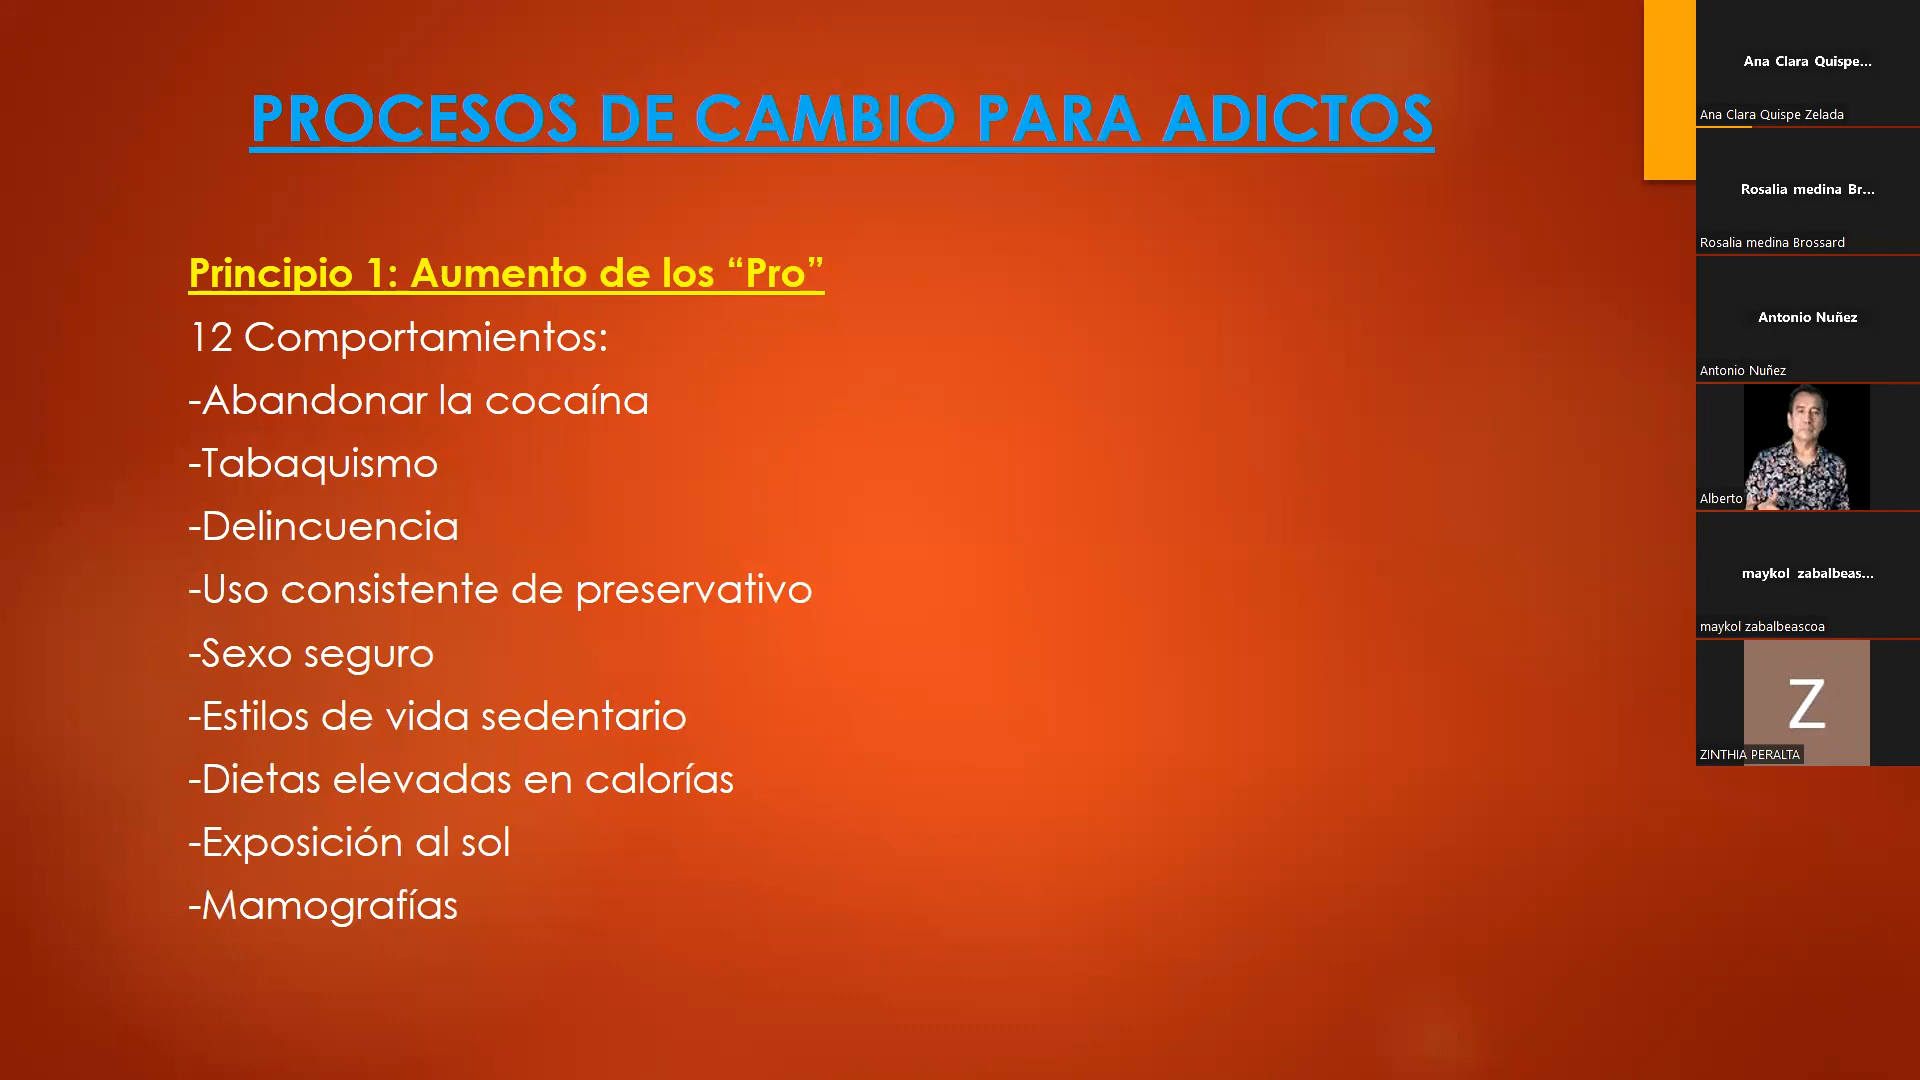 PROCESOS DE CAMBIO PARA ADICTOS
Principio 1: Aumento de los “Pro”
12 Comportamientos:
-Abandonar la cocaína
-Tabaquismo
-Delincuencia
-Uso consistente de preservativo
-Sexo seguro
-Estilos de vida sedentario
-Dietas elevadas en calorías
-Exposición al sol
-Mamografías
Ana Clara Quispe...
Ana Clara Quispe Zelada
Rosalia medina Br...
Rosalia medina Brossard
Antonio Nuñez
Antonio Nuñez
Alberto
maykol zabalbeas...
maykol zabalbeascoa
Z
ZINTHIA PERALTA